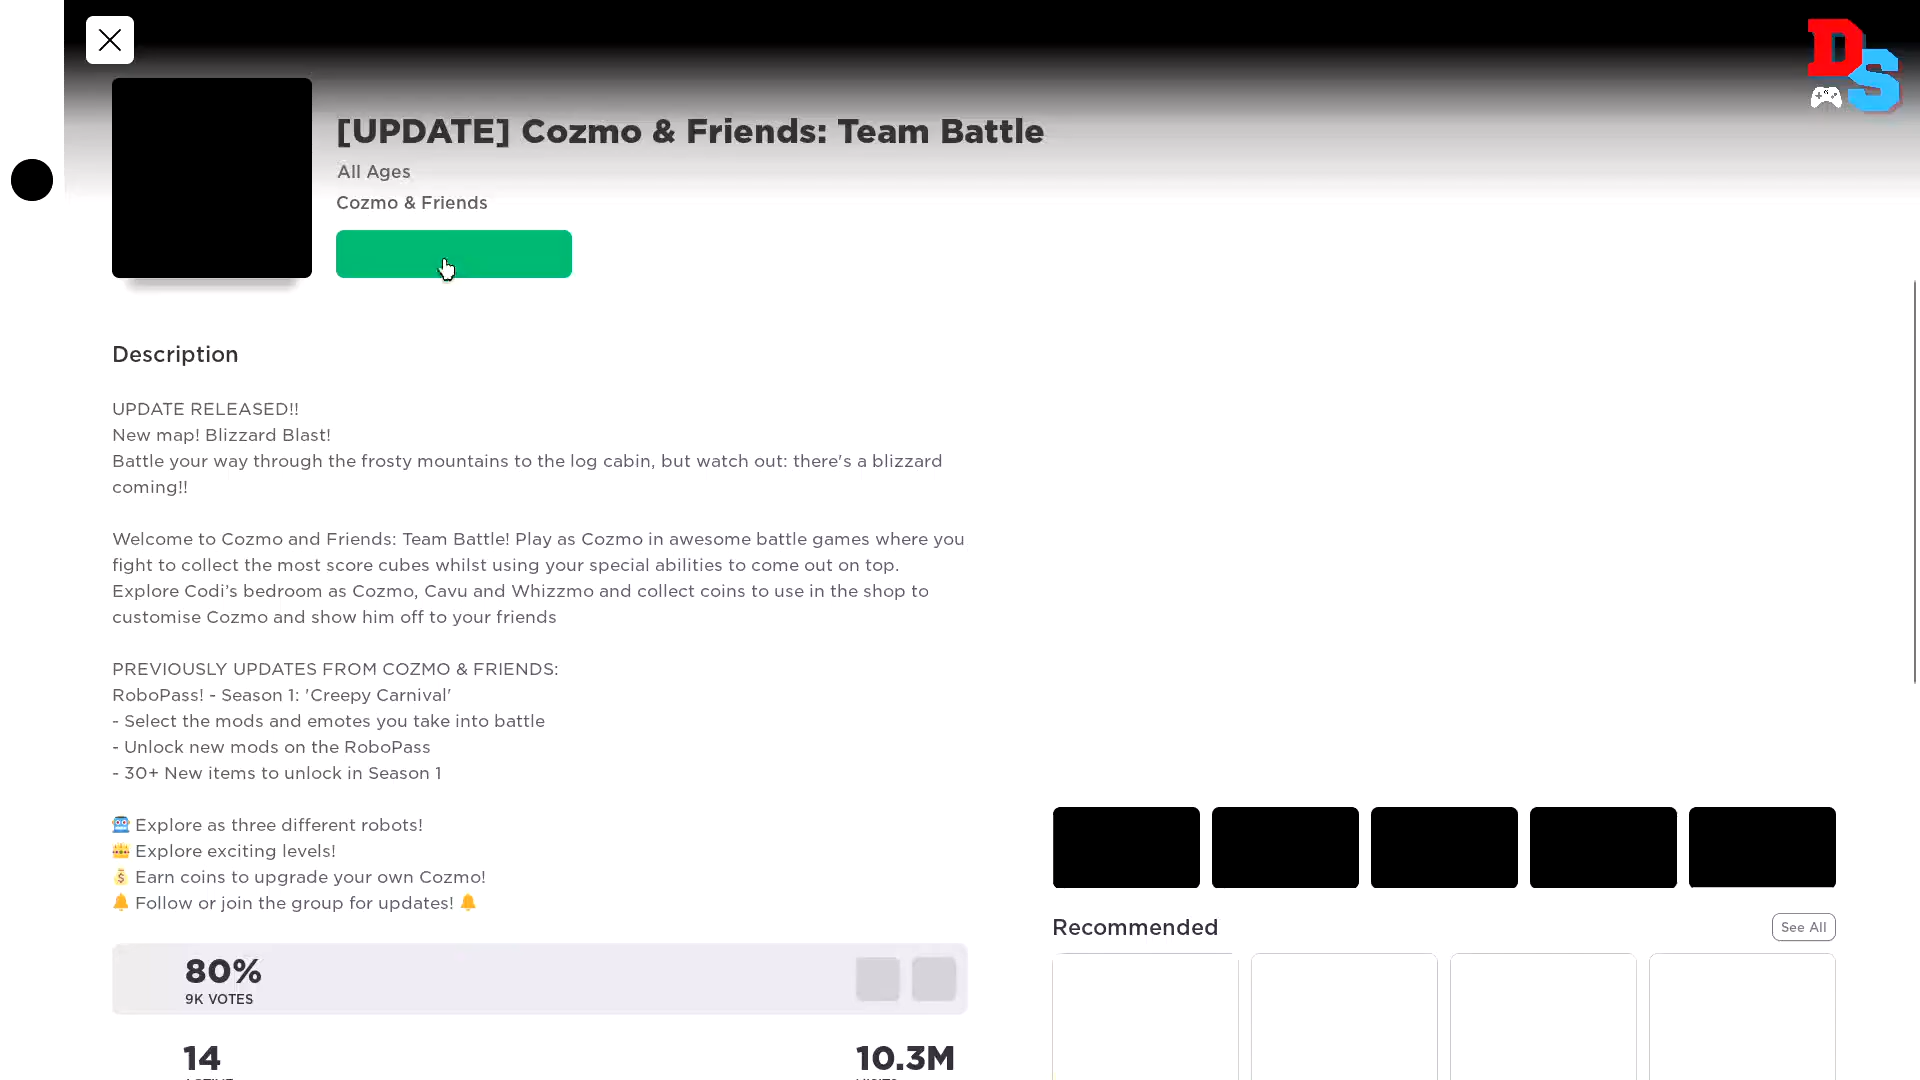 DS
[UPDATE] Cozmo & Friends: Team Battle
All Ages
Cozmo & Friends
Description
UPDATE RELEASED!!
New map! Blizzard Blast!
Battle your way through the frosty mountains to the log cabin, but watch out: there's a blizzard
coming!!
Welcome to Cozmo and Friends: Team Battle! Play as Cozmo in awesome battle games where you
fight to collect the most score cubes whilst using your special abilities to come out on top.
Explore Codi’s bedroom as Cozmo, Cavu and Whizzmo and collect coins to use in the shop to
customise Cozmo and show him off to your friends
PREVIOUSLY UPDATES FROM COZMO & FRIENDS:
RoboPass! - Season 1: 'Creepy Carnival'
- Select the mods and emotes you take into battle
- Unlock new mods on the RoboPass
- 30+ New items to unlock in Season 1
🤖 Explore as three different robots!
👑 Explore exciting levels!
💰 Earn coins to upgrade your own Cozmo!
🔔 Follow or join the group for updates! 🔔
80%
9K VOTES
14
10.3M
Recommended
See All